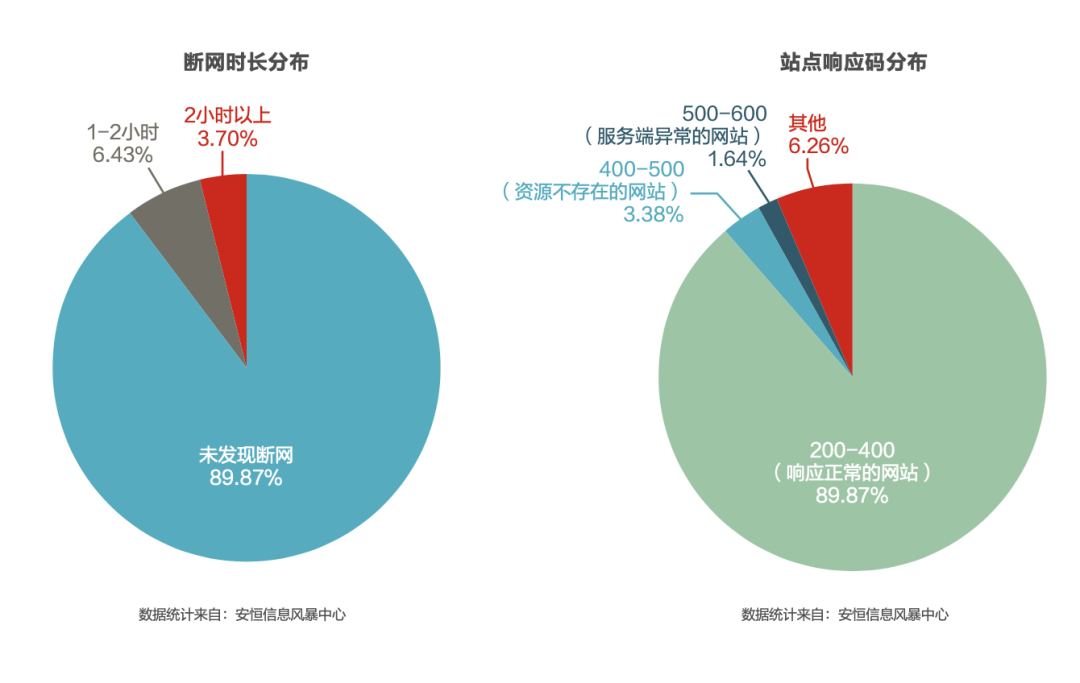 断网时长分布
2小时以上
3.70%
1-2小时
6.43%
未发现断网
89.87%
数据统计来自：安恒信息风暴中心
站点响应码分布
500-600
（服务端异常的网站）
1.64%
其他
6.26%
400-500
（资源不存在的网站）
3.38%
200-400
（响应正常的网站）
89.87%
数据统计来自：安恒信息风暴中心